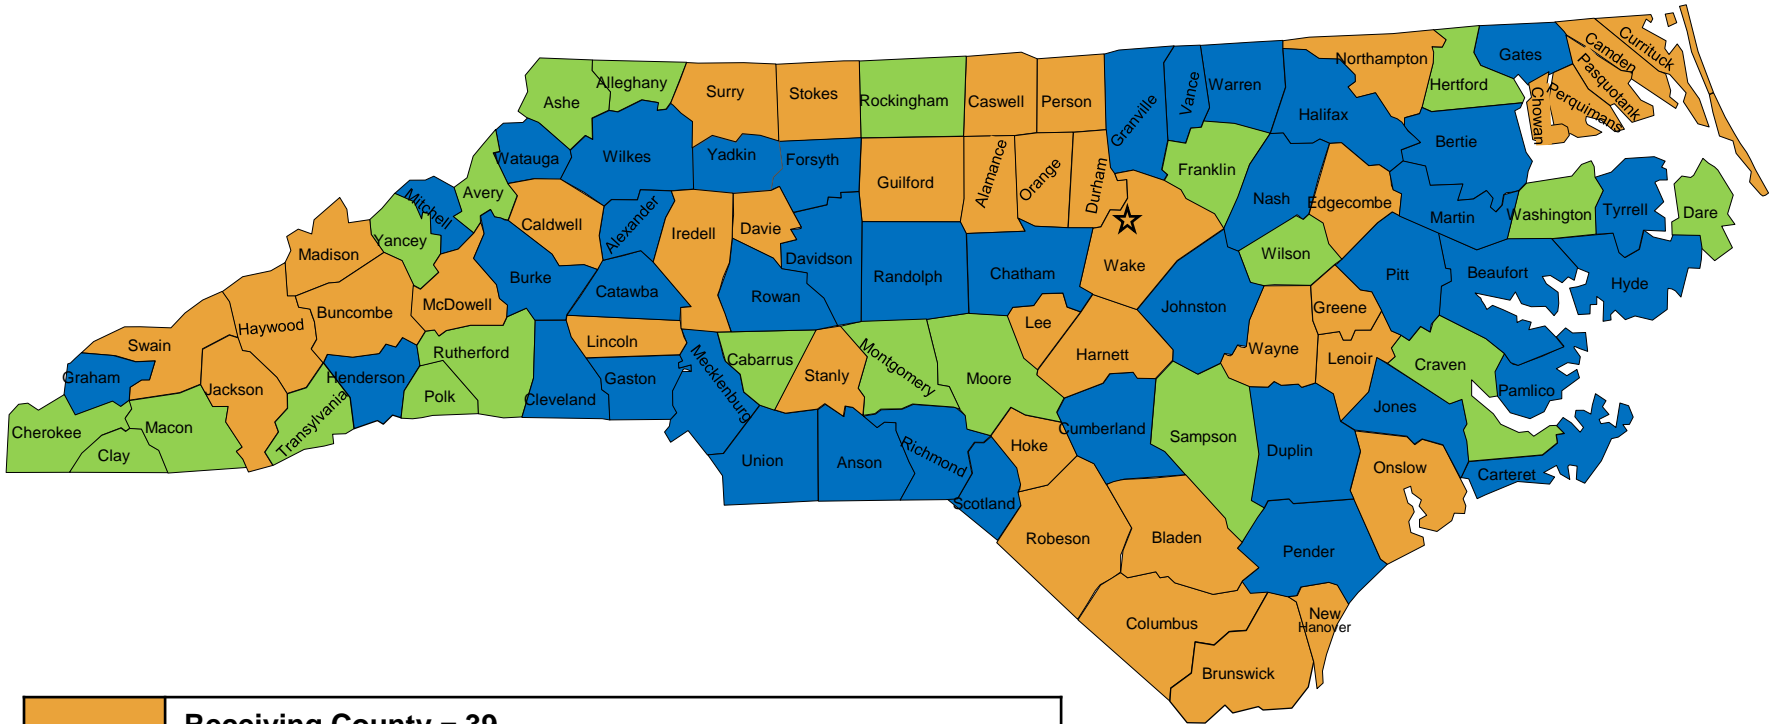 Ashe
Alleghany
Surry
Stokes
Rockingham
Caswell
Person
Granville
Vance
Warren
Northampton
Hertford
Gates
Camden
Currituck
Pasquotank
Perquimans
Chowan
Halifax
Bertie
Watauga
Wilkes
Yadkin
Forsyth
Guilford
Alamance
Orange
Durham
Franklin
Nash
Edgecombe
Martin
Washington
Tyrrell
Dare
Mitchell
Avery
Caldwell
Alexander
Iredell
Davie
Davidson
Randolph
Chatham
Wake
Wilson
Pitt
Beaufort
Hyde
Madison
Yancey
McDowell
Burke
Catawba
Rowan
Johnston
Greene
Swain
Haywood
Buncombe
Rutherford
Lincoln
Cabarrus
Stanly
Montgomery
Moore
Lee
Harnett
Wayne
Lenoir
Craven
Pamlico
Graham
Jackson
Henderson
Polk
Cleveland
Gaston
Mecklenburg
Jones
Cherokee
Macon
Clay
Transylvania
Union
Anson
Richmond
Scotland
Hoke
Cumberland
Sampson
Duplin
Onslow
Carteret
Robeson
Bladen
Pender
Columbus
New
Hanover
Brunswick
Receiving County = 39